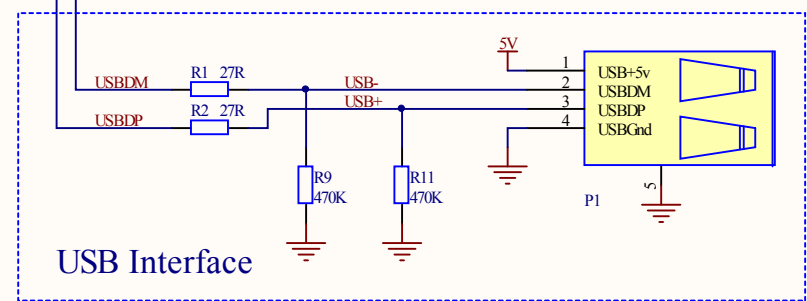 5V
R1 27R
USBDM
USB-
1
USB+5v
2
USBDM
R2 27R
USB+
3
USBDP
USBDP
4
USBGnd
R9
470K
R11
470K
5
P1
USB Interface